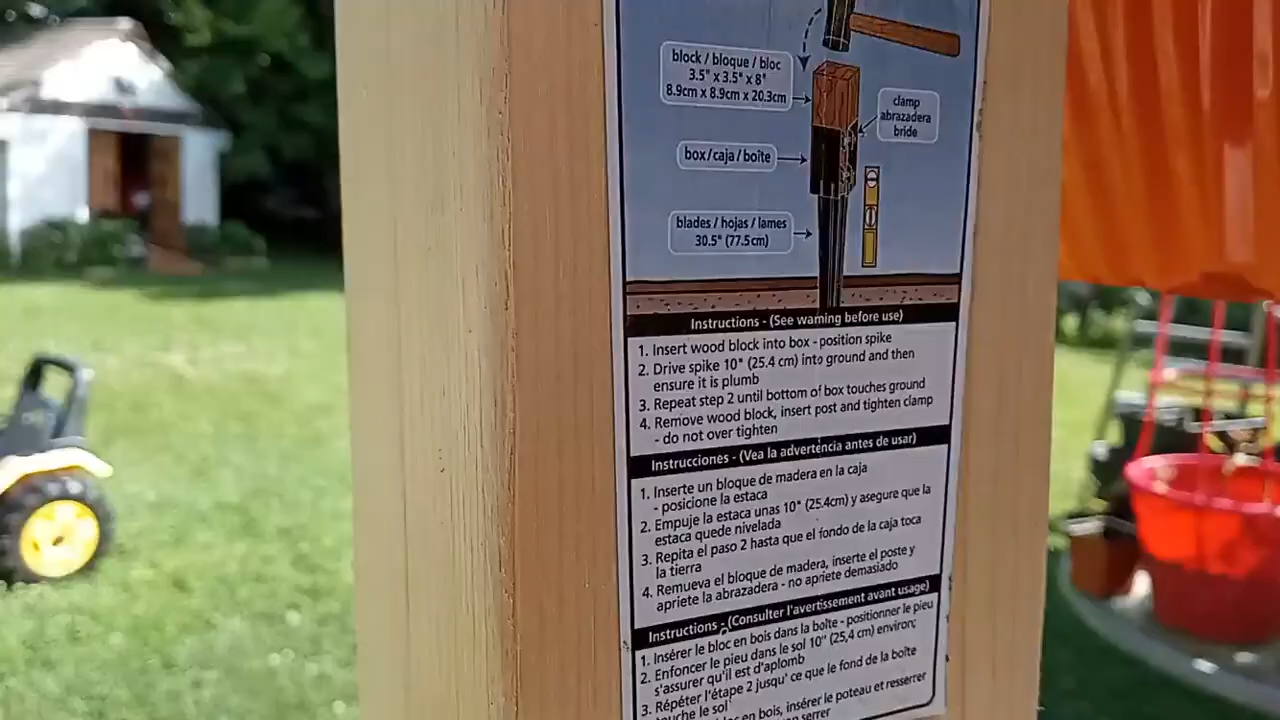 block / bloque / bloc
3.5" x 3.5" x 8"
8.9cm x 8.9cm x 20.3cm
clamp
abrazadera
bride
box/caja/boîte
blades / hojas / lames
30.5" (77.5cm)
Instructions - (See warning before use)
1. Insert wood block into box - position spike
2. Drive spike 10" (25.4 cm) into ground and then
ensure it is plumb
3. Repeat step 2 until bottom of box touches ground
4. Remove wood block, insert post and tighten clamp
- do not over tighten
Instrucciones - (Vea la advertencia antes de usar)
1. Inserte un bloque de madera en la caja
- posicione la estaca
2. Empuje la estaca unas 10" (25.4cm) y asegure que la
estaca quede nivelada
3. Repita el paso 2 hasta que el fondo de la caja toca
la tierra
4. Remueva el bloque de madera, inserte el poste y
apriete la abrazadera - no apriete demasiado
Instructions - (Consulter l'avertissement avant usage)
1. Insérer le bloc en bois dans la boîte - positionner le pieu
2. Enfoncer le pieu dans le sol 10" (25,4 cm) environ;
s'assurer qu'il est d'aplomb
3. Répéter l'étape 2 jusqu' ce que le fond de la boîte
touche le sol
en bois, insérer le poteau et resserrer
serrer